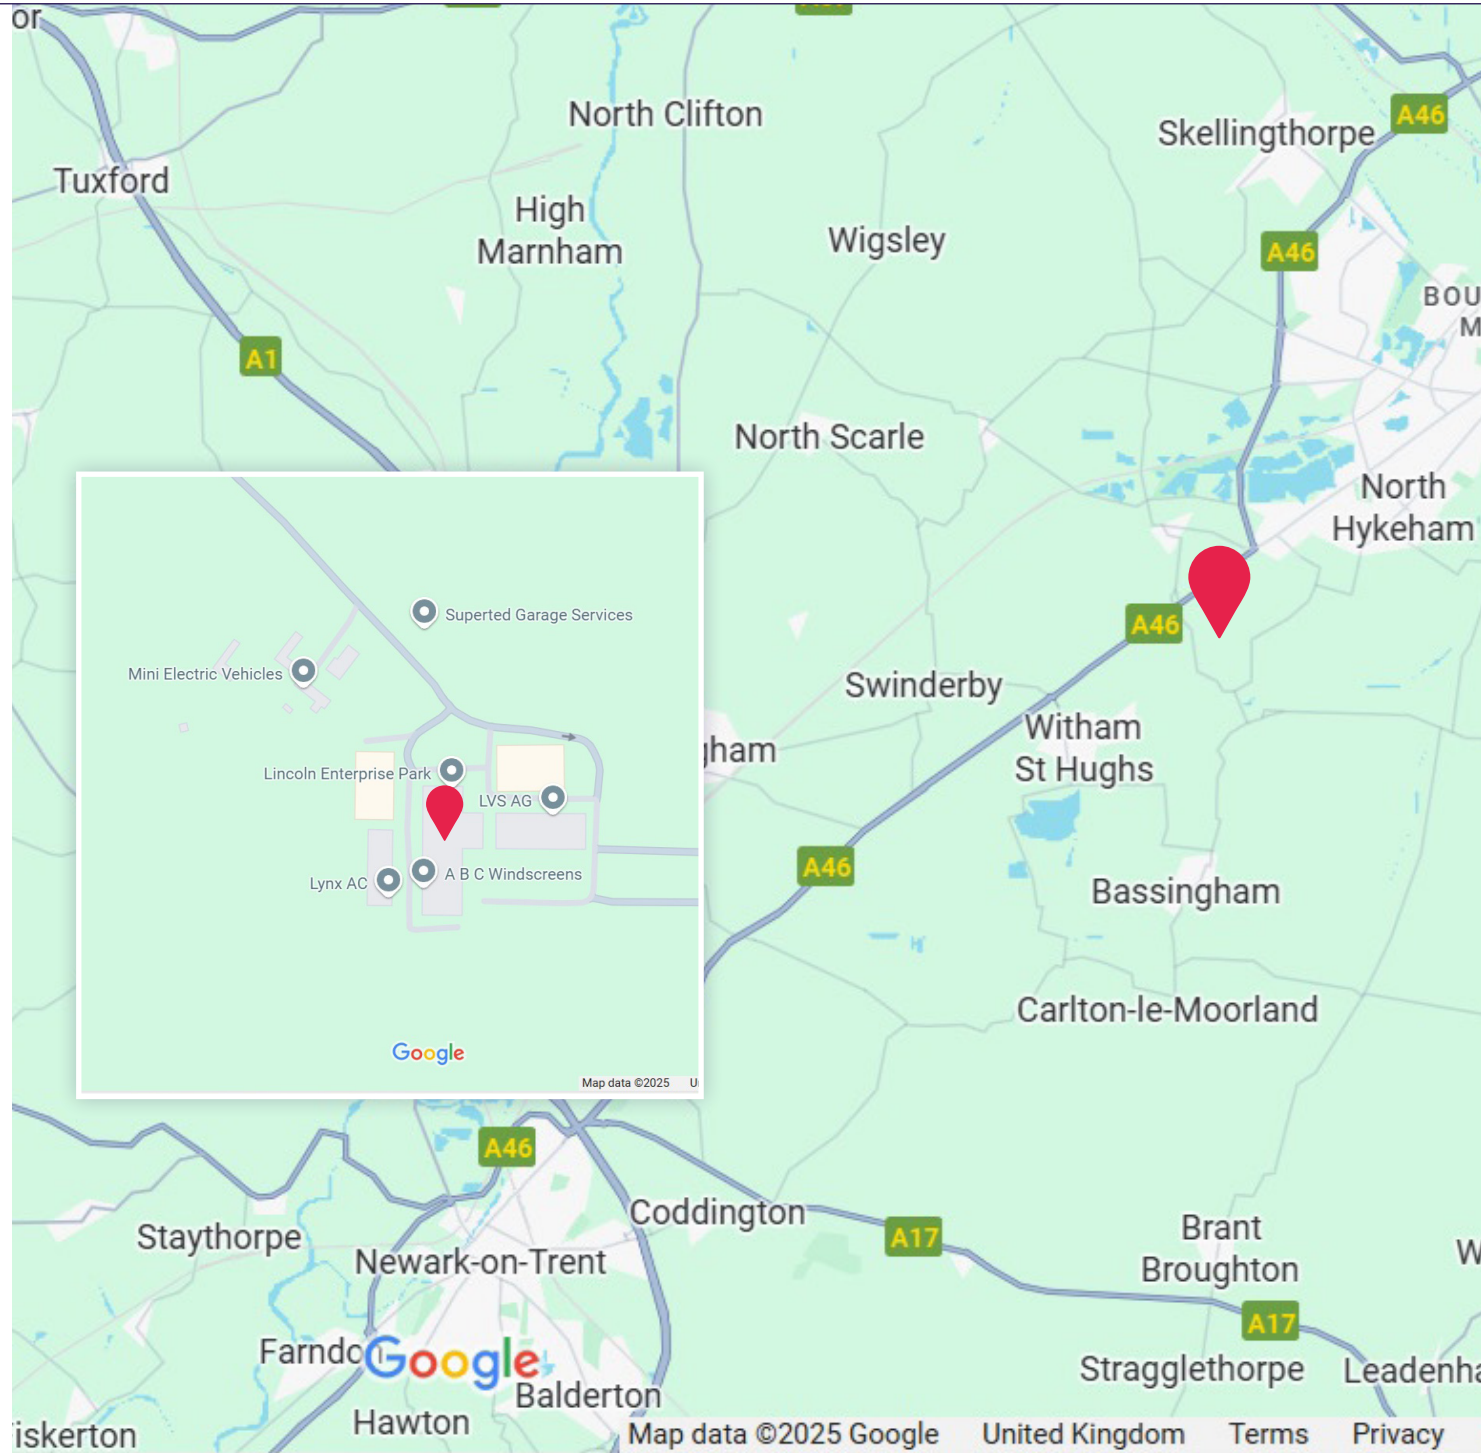 or
North Clifton
A46
Skellingthorpe
Tuxford
High
Marnham
Wigsley
A46
BOU
M
A1
North Scarle
North
Hykeham
Superted Garage Services
A46
Mini Electric Vehicles
Swinderby
Witham
St Hughs
gham
Lincoln Enterprise Park
LVS AG
A46
A B C Windscreens
Lynx AC
Bassingham
Carlton-le-Moorland
Google
Map data ©2025 U
A46
Coddington
Staythorpe
A17
Brant
Broughton
W
Newark-on-Trent
A17
Farndon
Google
Stragglethorpe
Leadenha
Balderton
Hawton
iskerton
Map data ©2025 Google United Kingdom Terms Privacy